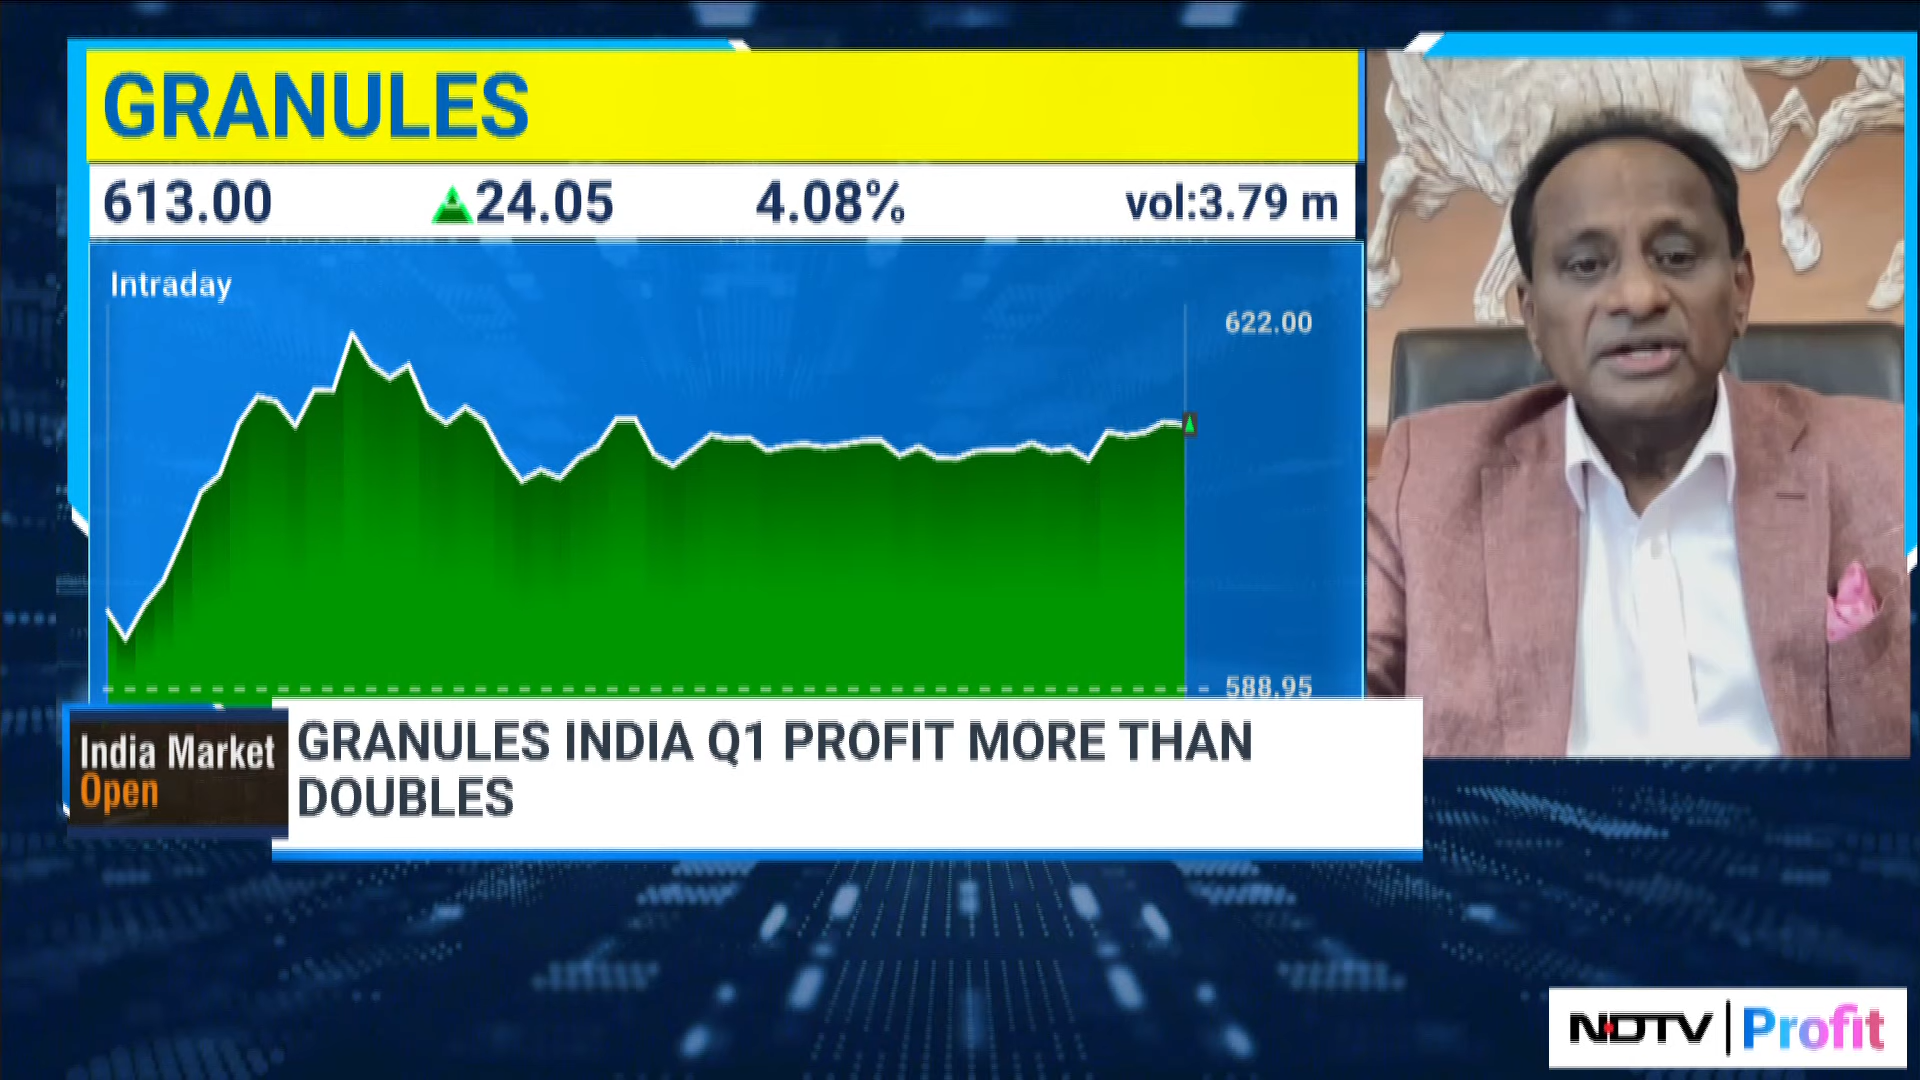 GRANULES
613.00 24.05 4.08% vol:3.79 m
Intraday
622.00
588.95
India Market
Open
GRANULES INDIA Q1 PROFIT MORE THAN
DOUBLES
NDTV Profit